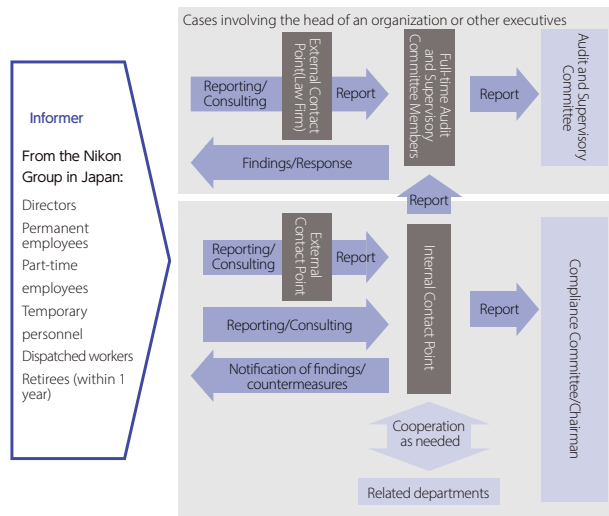 Cases involving the head of an organization or other executives
Informer
From the Nikon
Group in Japan:
Directors
Permanent
employees
Part-time
employees
Temporary
personnel
Dispatched workers
Retirees (within 1
year)
Reporting/
Consulting
External Contact
Point(Law Firm)
Report
Full-time Audit
and Supervisory
Committee Members
Report
Audit and Supervisory
Committee
Findings/Response
Report
Reporting/
Consulting
External
Contact Point
Report
Internal Contact Point
Report
Compliance Committee/Chairman
Reporting/Consulting
Notification of findings/
countermeasures
Cooperation
as needed
Related departments